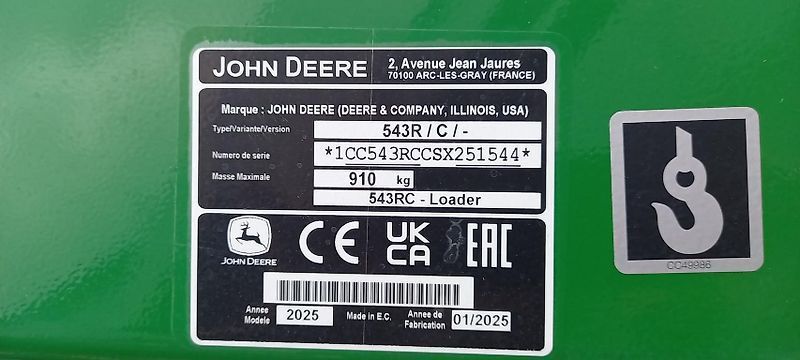 JOHN DEERE
2, Avenue Jean Jaures
70100 ARC-LES-GRAY (FRANCE)
Marque : JOHN DEERE (DEERE & COMPANY, ILLINOIS, USA)
Type/Variante/Version 543R / C / -
Numero de serie *1CC543RCCSX251544*
Masse Maximale 910 kg
543RC - Loader
JOHN DEERE
CE
UK
CA
EAC
Annee Modele 2025
Made in E.C.
Annee de Fabrication 01/2025
CC49986